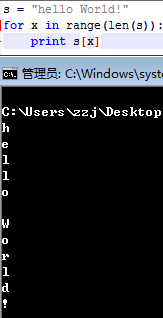 s = "hello World!"
for x in range(len(s)):
    print s[x]
管理员: C:\Windows\syste
C:\Users\zzj\Desktop
h
e
l
l
o

W
o
r
l
d
!